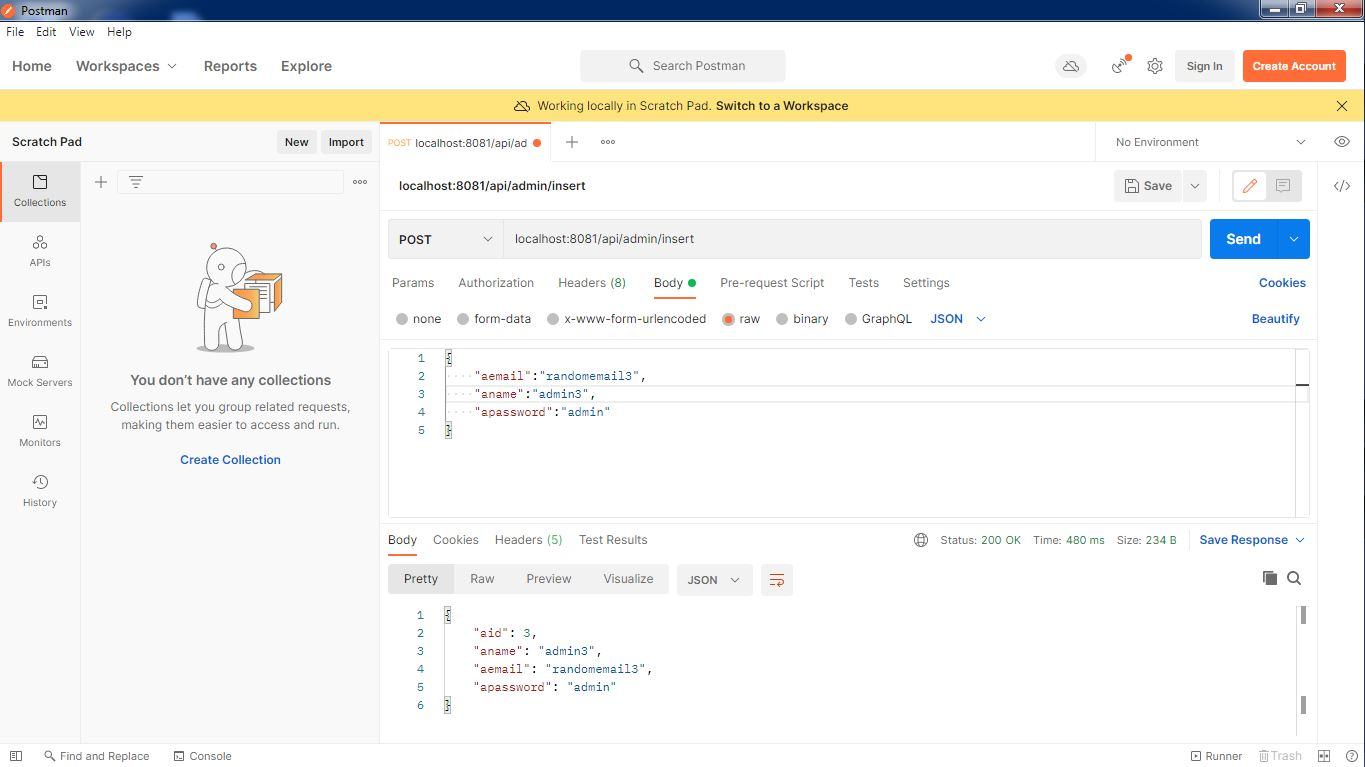 Postman
File Edit View Help
Home Workspaces Reports Explore Search Postman Sign In Create Account
Working locally in Scratch Pad. Switch to a Workspace
Scratch Pad New Import POST localhost:8081/api/ad No Environment
localhost:8081/api/admin/insert Save
Collections
APIs
Environments
Mock Servers
Monitors
History
You don't have any collections
Collections let you group related requests,
making them easier to access and run.
Create Collection
POST localhost:8081/api/admin/insert Send
Params Authorization Headers (8) Body Pre-request Script Tests Settings Cookies
none form-data x-www-form-urlencoded raw binary GraphQL JSON Beautify
1 {
2 "aemail":"randomemail3",
3 "aname":"admin3",
4 "apassword":"admin"
5 }
Body Cookies Headers (5) Test Results Status: 200 OK Time: 480 ms Size: 234 B Save Response
Pretty Raw Preview Visualize JSON
1 {
2 "aid": 3,
3 "aname": "admin3",
4 "aemail": "randomemail3",
5 "apassword": "admin"
6 }
Find and Replace Console Runner Trash